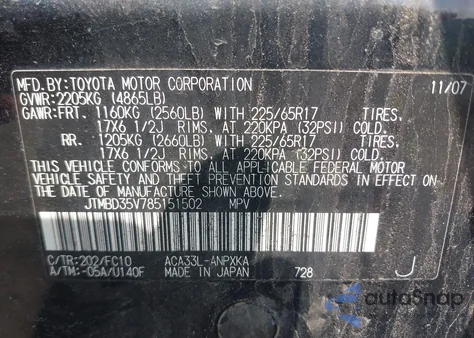 MFD.BY:TOYOTA MOTOR CORPORATION 11/07
GVWR:2205KG (4865LB)
GAWR:FRT. 1160KG (2560LB) WITH 225/65R17 TIRES,
17X6 1/2J RIMS, AT 220KPA (32PSI) COLD.
RR. 1205KG (2660LB) WITH 225/65R17 TIRES,
17X6 1/2J RIMS, AT 220KPA (32PSI) COLD.
THIS VEHICLE CONFORMS TO ALL APPLICABLE FEDERAL MOTOR
VEHICLE SAFETY AND THEFT PREVENTION STANDARDS IN EFFECT ON
THE DATE OF MANUFACTURE SHOWN ABOVE.
JTMBD35V785151502 MPV
C/TR:202/FC10 ACA33L-ANPXKA
A/TM:-05A/U140F MADE IN JAPAN 728 J
autoSnap